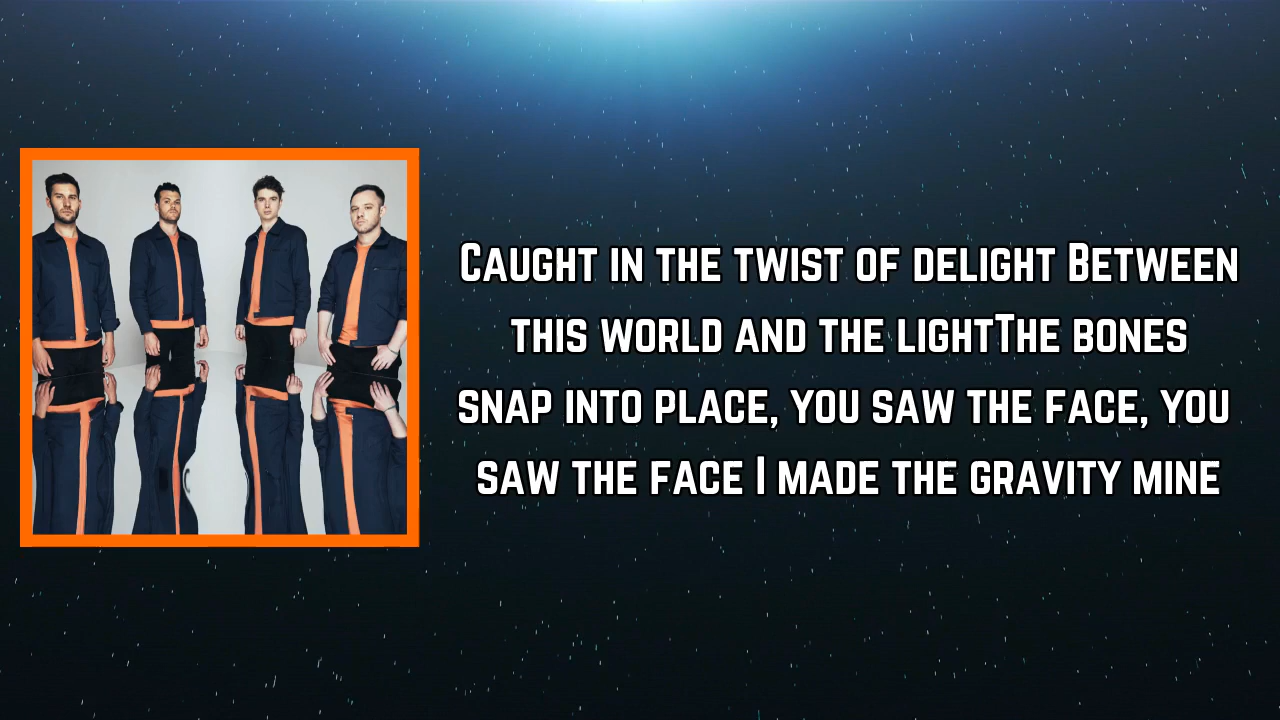 Caught in the twist of delight Between
this world and the lightThe bones
snap into place, you saw the face, you
saw the face I made the gravity mine